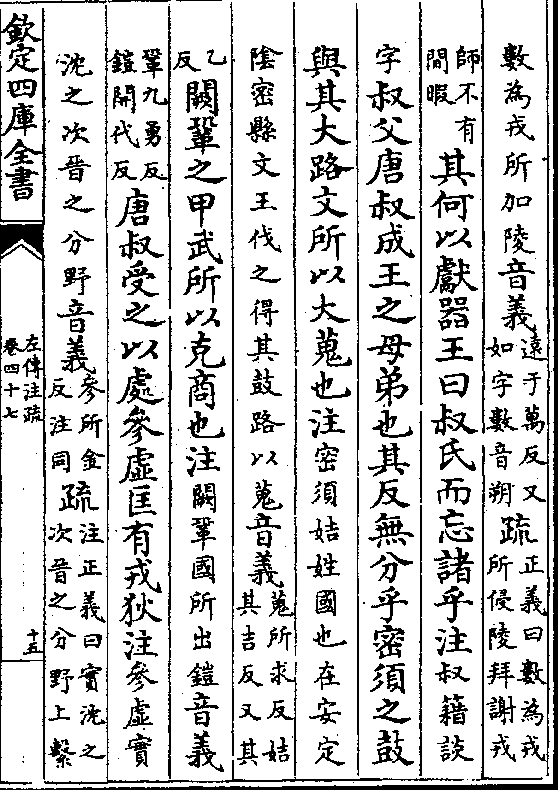 數為戎所加陵音義遠于萬反又如字數音朔疏正義曰數為戎所侵陵拜謝戎
師不有間暇其何以獻器王曰叔氏而忘諸乎注叔籍談
字叔父唐叔成王之母弟也其反無分乎密須之鼓
與其大路文所以大蒐也注密須姞姓國也在安定
陰密縣文王伐之得其鼓路以蒐音義蒐所求反姞其吉反又其
乙反闕鞏之甲武所以克商也注闕鞏國所出鎧音義
鞏九勇反鎧開代反唐叔受之以處參虛匡有戎狄注參虛實
沈之次晉之分野音義參所金反注同疏注正義曰實沈之次晉之分野上繫
欽定四庫全書
左傳注疏
卷四十七
十五